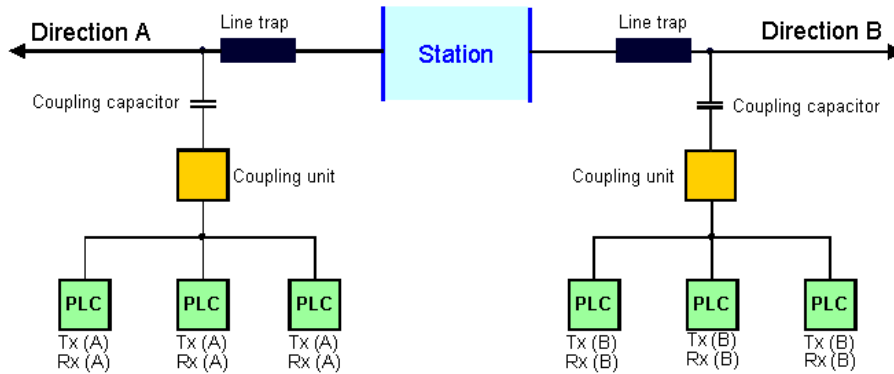 Line trap
Line trap
Direction A
Direction B
Station
Coupling capacitor
Coupling capacitor
Coupling unit
Coupling unit
PLC
PLC
PLC
PLC
PLC
PLC
Tx (A)
Rx (A)
Tx (A)
Rx (A)
Tx (A)
Rx (A)
Tx (B)
Rx (B)
Tx (B)
Rx (B)
Tx (B)
Rx (B)